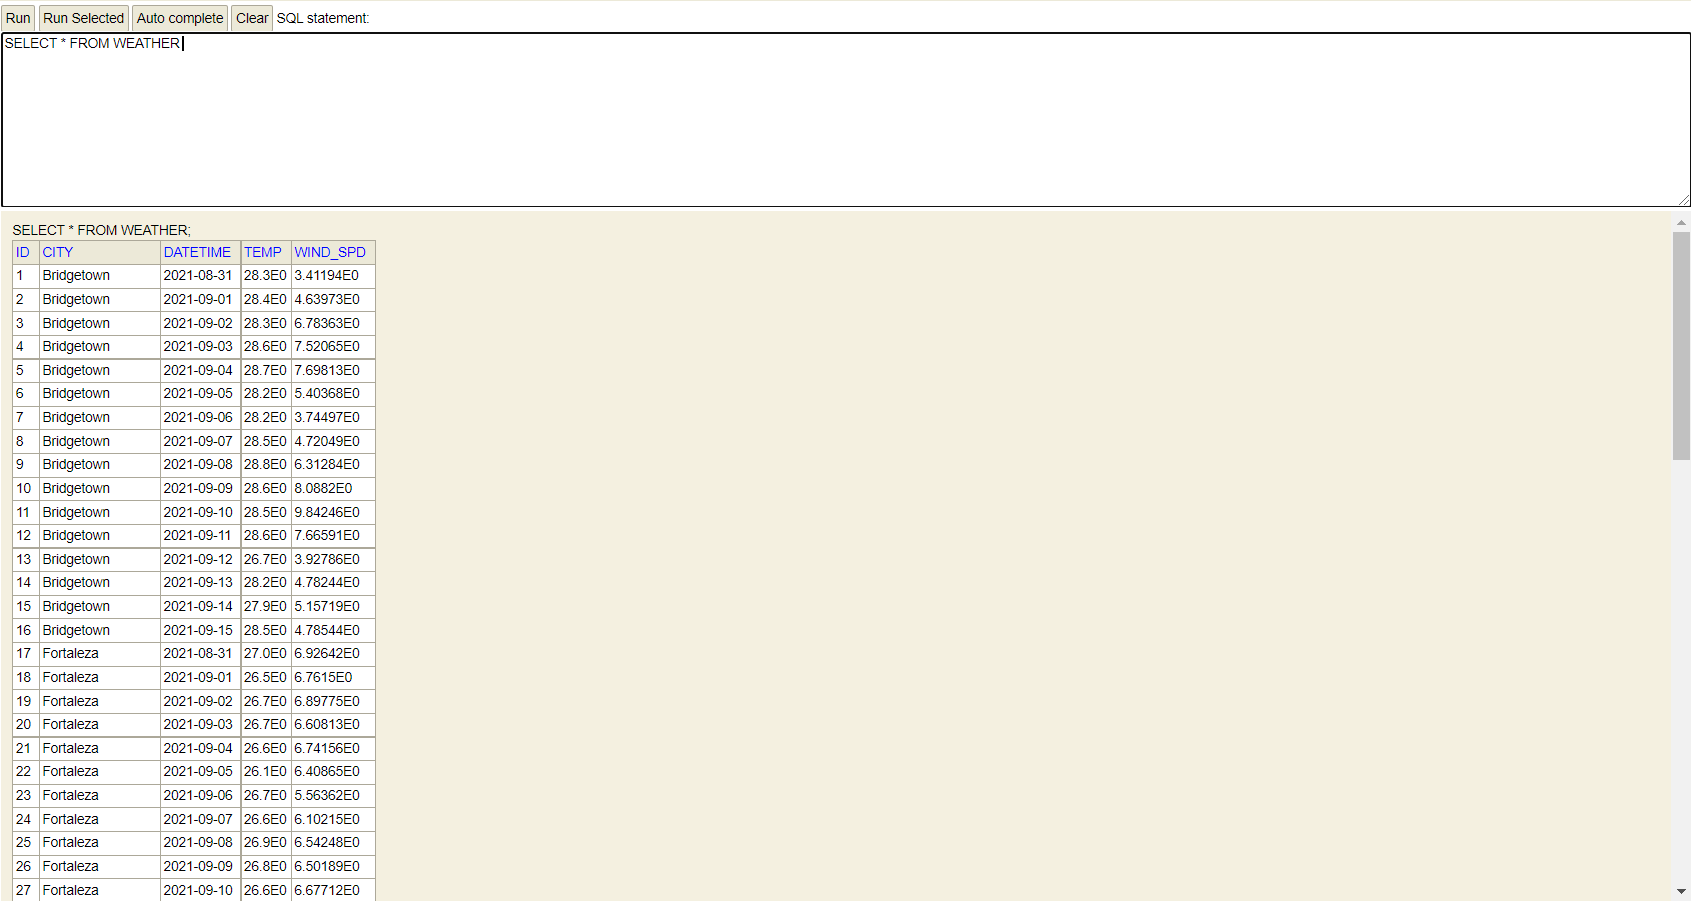 Run Run Selected Auto complete Clear SQL statement:
SELECT * FROM WEATHER
SELECT * FROM WEATHER;
ID CITY DATETIME TEMP WIND_SPD
1 Bridgetown 2021-08-31 28.3E0 3.41194E0
2 Bridgetown 2021-09-01 28.4E0 4.63973E0
3 Bridgetown 2021-09-02 28.3E0 6.78363E0
4 Bridgetown 2021-09-03 28.6E0 7.52065E0
5 Bridgetown 2021-09-04 28.7E0 7.69813E0
6 Bridgetown 2021-09-05 28.2E0 5.40368E0
7 Bridgetown 2021-09-06 28.2E0 3.74497E0
8 Bridgetown 2021-09-07 28.5E0 4.72049E0
9 Bridgetown 2021-09-08 28.8E0 6.31284E0
10 Bridgetown 2021-09-09 28.6E0 8.0882E0
11 Bridgetown 2021-09-10 28.5E0 9.84246E0
12 Bridgetown 2021-09-11 28.6E0 7.66591E0
13 Bridgetown 2021-09-12 26.7E0 3.92786E0
14 Bridgetown 2021-09-13 28.2E0 4.78244E0
15 Bridgetown 2021-09-14 27.9E0 5.15719E0
16 Bridgetown 2021-09-15 28.5E0 4.78544E0
17 Fortaleza 2021-08-31 27.0E0 6.92642E0
18 Fortaleza 2021-09-01 26.5E0 6.7615E0
19 Fortaleza 2021-09-02 26.7E0 6.89775E0
20 Fortaleza 2021-09-03 26.7E0 6.60813E0
21 Fortaleza 2021-09-04 26.6E0 6.74156E0
22 Fortaleza 2021-09-05 26.1E0 6.40865E0
23 Fortaleza 2021-09-06 26.7E0 5.56362E0
24 Fortaleza 2021-09-07 26.6E0 6.10215E0
25 Fortaleza 2021-09-08 26.9E0 6.54248E0
26 Fortaleza 2021-09-09 26.8E0 6.50189E0
27 Fortaleza 2021-09-10 26.6E0 6.67712E0